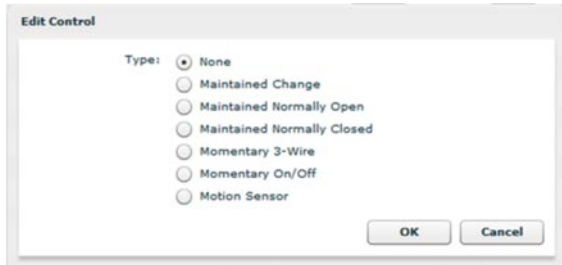 Edit Control
Type: None
Maintained Change
Maintained Normally Open
Maintained Normally Closed
Momentary 3-Wire
Momentary On/Off
Motion Sensor
OK Cancel